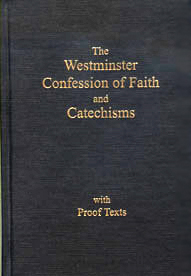 The
Westminster
Confession of Faith
and
Catechisms
with
Proof Texts